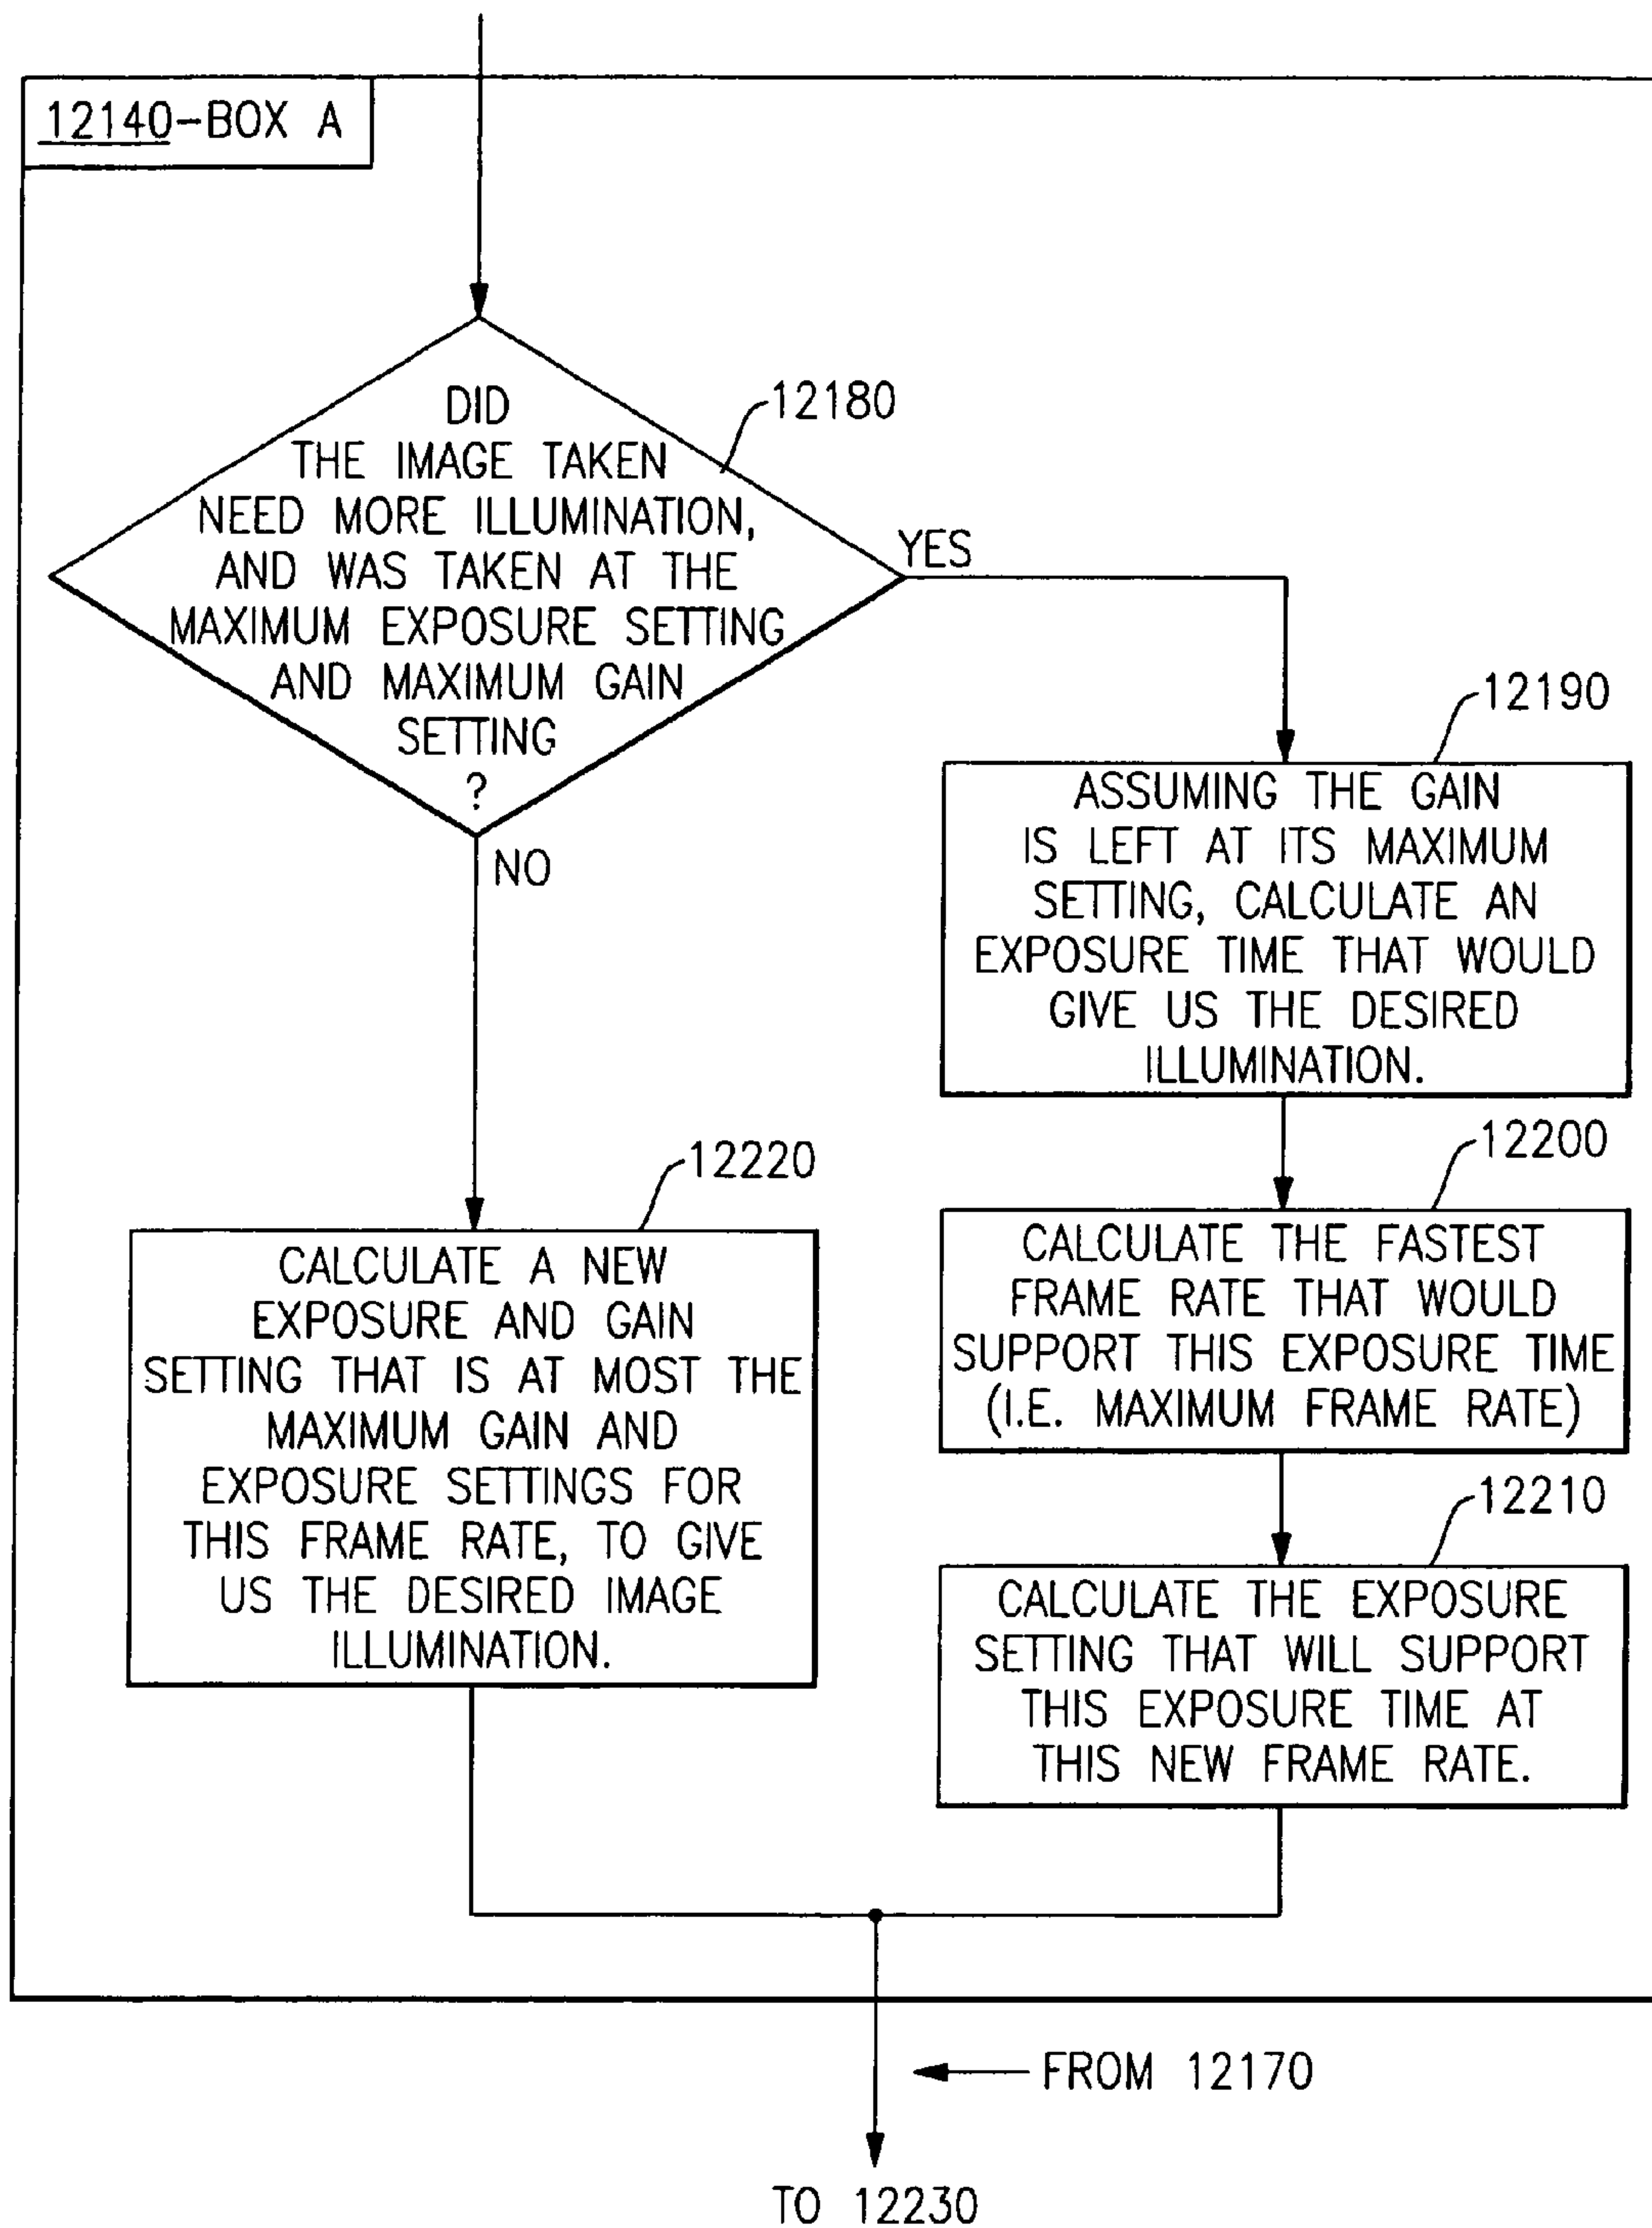 12140-BOX A
DID
THE IMAGE TAKEN
NEED MORE ILLUMINATION,
AND WAS TAKEN AT THE
MAXIMUM EXPOSURE SETTING
AND MAXIMUM GAIN
SETTING
?
12180
YES
NO
12190
ASSUMING THE GAIN
IS LEFT AT ITS MAXIMUM
SETTING, CALCULATE AN
EXPOSURE TIME THAT WOULD
GIVE US THE DESIRED
ILLUMINATION.
12200
CALCULATE THE FASTEST
FRAME RATE THAT WOULD
SUPPORT THIS EXPOSURE TIME
(I.E. MAXIMUM FRAME RATE)
12210
CALCULATE THE EXPOSURE
SETTING THAT WILL SUPPORT
THIS EXPOSURE TIME AT
THIS NEW FRAME RATE.
12220
CALCULATE A NEW
EXPOSURE AND GAIN
SETTING THAT IS AT MOST THE
MAXIMUM GAIN AND
EXPOSURE SETTINGS FOR
THIS FRAME RATE, TO GIVE
US THE DESIRED IMAGE
ILLUMINATION.
FROM 12170
TO 12230